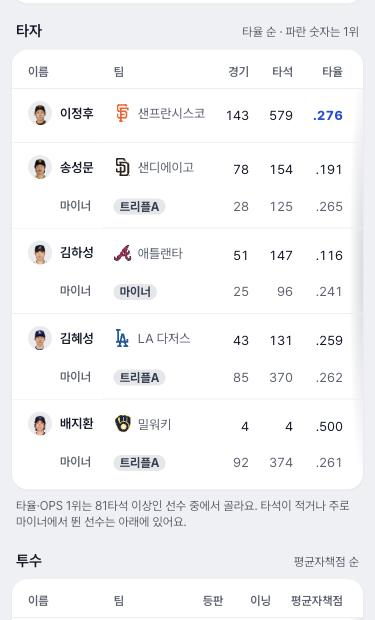 타자 타율 순 · 파란 숫자는 1위
이름 팀 경기 타석 타율
이정후 샌프란시스코 143 579 .276
송성문 샌디에이고 78 154 .191
마이너 트리플A 28 125 .265
김하성 애틀랜타 51 147 .116
마이너 마이너 25 96 .241
김혜성 LA 다저스 43 131 .259
마이너 트리플A 85 370 .262
배지환 밀워키 4 4 .500
마이너 트리플A 92 374 .261
타율·OPS 1위는 81타석 이상인 선수 중에서 골라요. 타석이 적거나 주로
마이너에서 뛴 선수는 아래에 있어요.
투수 평균자책점 순
이름 팀 등판 이닝 평균자책점